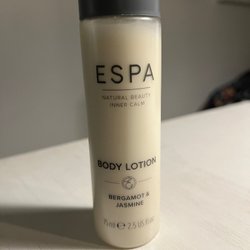 ESPA
NATURAL BEAUTY
INNER CALM
BODY LOTION
BERGAMOT &
JASMINE
75ml ℮ 2.5 US fl oz